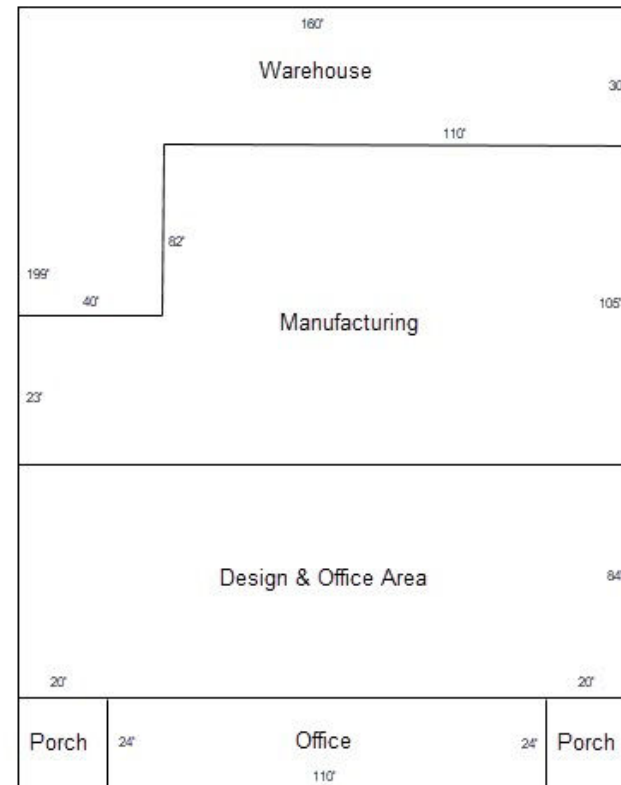 160'
Warehouse
30'
110'
82'
199'
40'
105'
Manufacturing
23'
Design & Office Area
84'
20'
20'
Porch
24'
Office
24'
Porch
110'